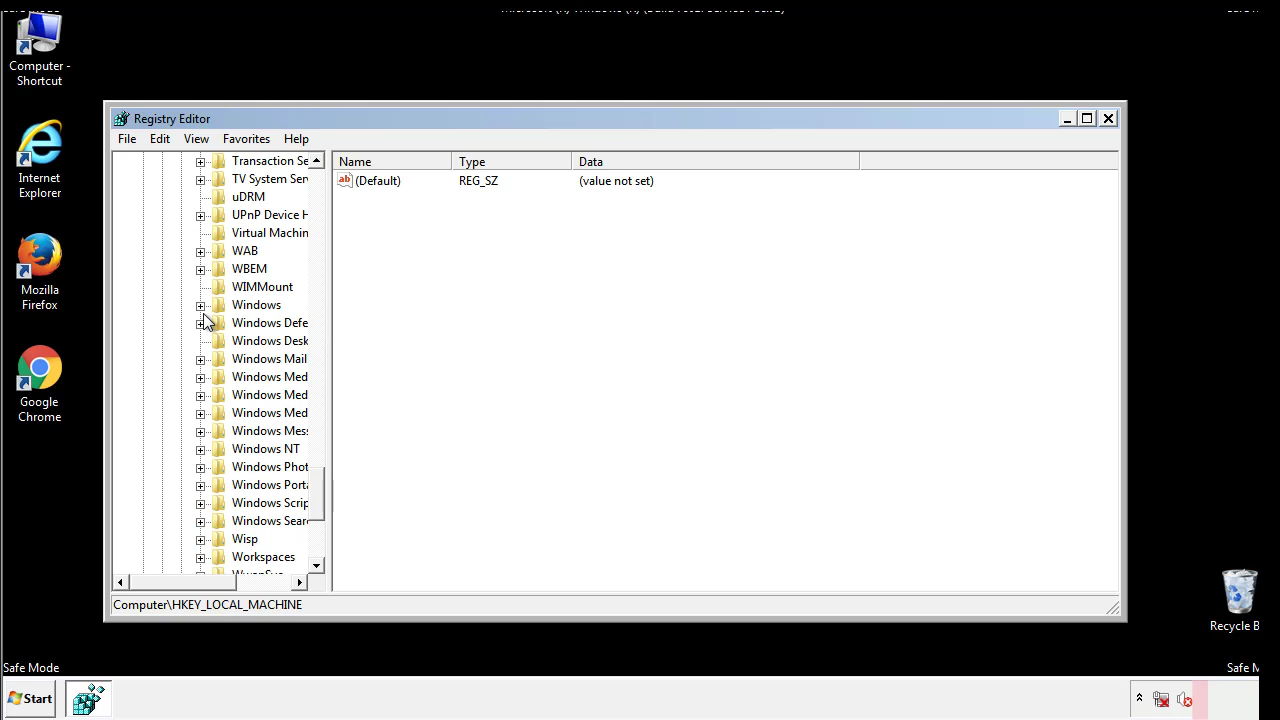 Computer -
Shortcut
Internet
Explorer
Mozilla
Firefox
Google
Chrome
Registry Editor
File Edit View Favorites Help
Transaction Se
TV System Serv
uDRM
UPnP Device H
Virtual Machin
WAB
WBEM
WIMMount
Windows
Windows Defe
Windows Desk
Windows Mail
Windows Med
Windows Med
Windows Med
Windows Mess
Windows NT
Windows Phot
Windows Porta
Windows Scrip
Windows Sear
Wisp
Workspaces
Name Type Data
(Default) REG_SZ (value not set)
Computer\HKEY_LOCAL_MACHINE
Recycle B
Safe Mode
Safe M
Start